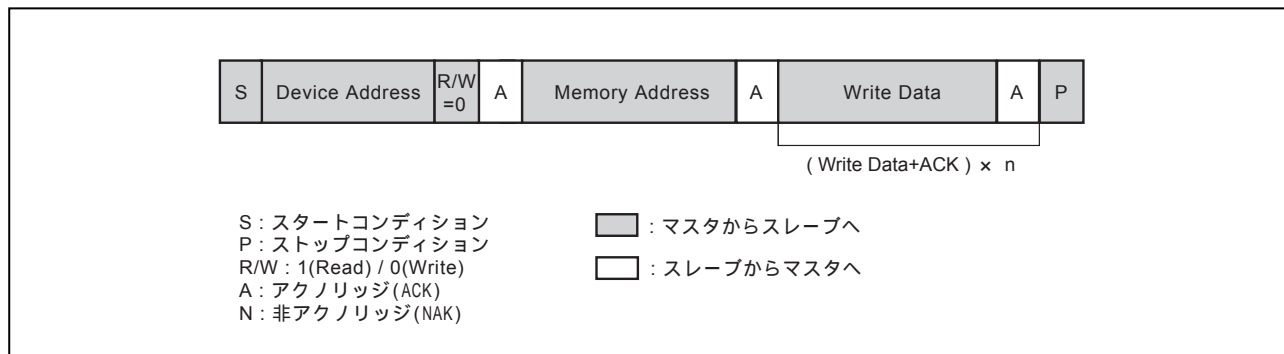 S Device Address R/W =0 A Memory Address A Write Data A P
( Write Data+ACK ) × n
S : スタートコンディション
P : ストップコンディション
R/W : 1(Read) / 0(Write)
A : アクノリッジ(ACK)
N : 非アクノリッジ(NAK)
: マスタからスレーブへ
: スレーブからマスタへ